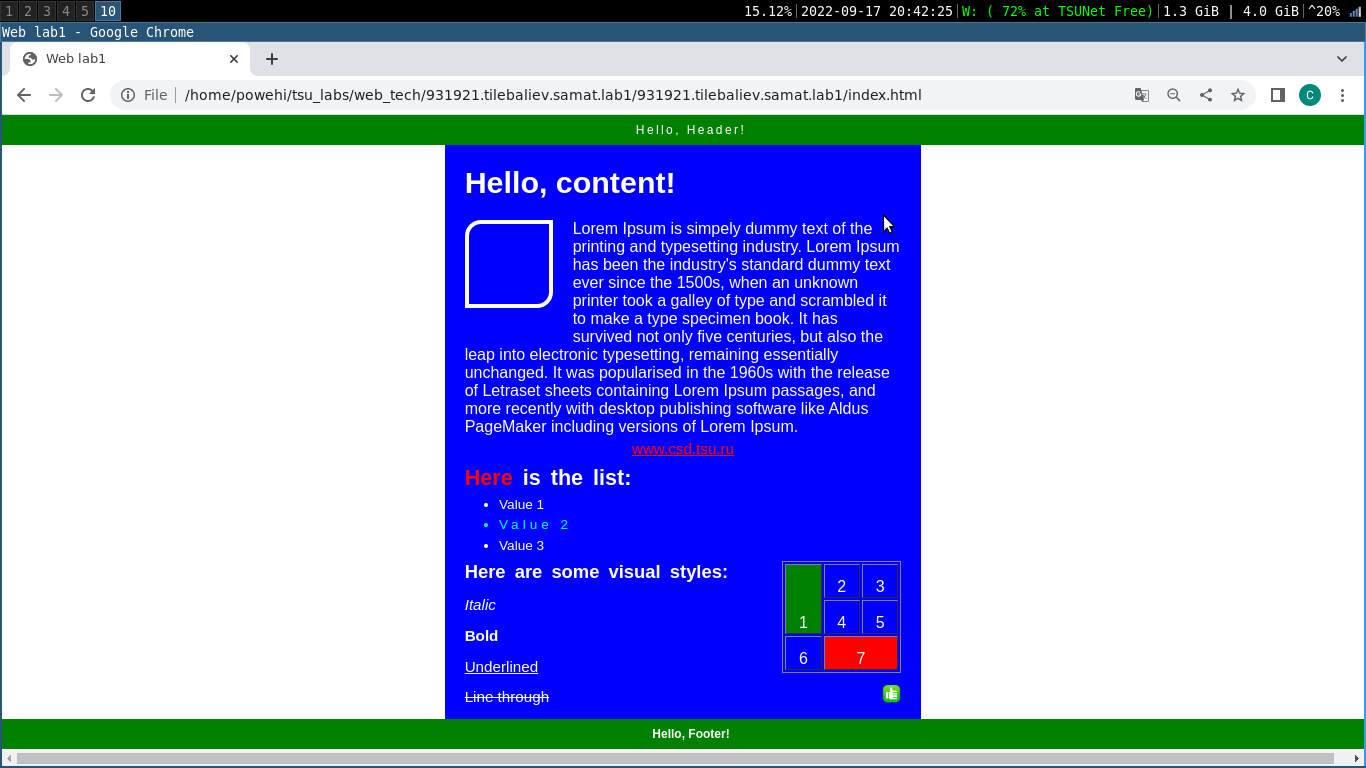 1 2 3 4 5 10 15.12% 2022-09-17 20:42:25 W: ( 72% at TSUNet Free) 1.3 GiB | 4.0 GiB ^20%
Web lab1 - Google Chrome
Web lab1
File /home/powehi/tsu_labs/web_tech/931921.tilebaliev.samat.lab1/931921.tilebaliev.samat.lab1/index.html C
Hello, Header!
Hello, content!
Lorem Ipsum is simpely dummy text of the
printing and typesetting industry. Lorem Ipsum
has been the industry's standard dummy text
ever since the 1500s, when an unknown
printer took a galley of type and scrambled it
to make a type specimen book. It has
survived not only five centuries, but also the
leap into electronic typesetting, remaining essentially
unchanged. It was popularised in the 1960s with the release
of Letraset sheets containing Lorem Ipsum passages, and
more recently with desktop publishing software like Aldus
PageMaker including versions of Lorem Ipsum.
www.csd.tsu.ru
Here is the list:
Value 1
Value 2
Value 3
Here are some visual styles:
Italic
Bold
Underlined
Line through
2 3
1 4 5
6 7
Hello, Footer!